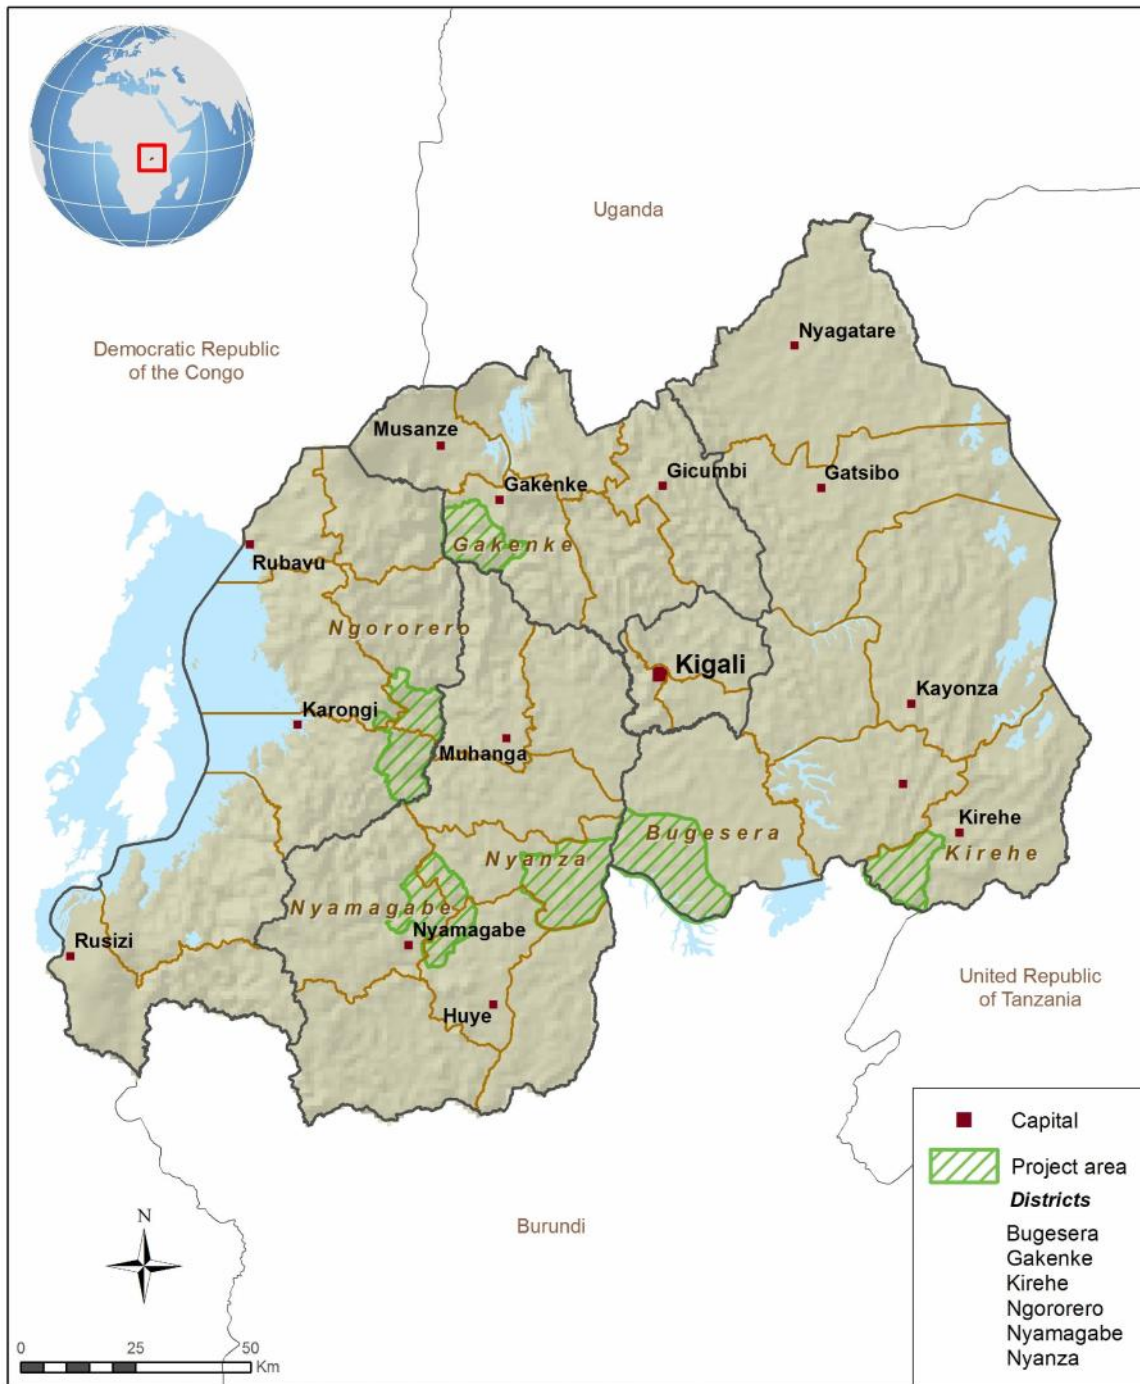 Uganda
Democratic Republic
of the Congo
Nyagatare
Musanze
Gicumbi
Gatsibo
Gakenke
Gakenke
Rubavu
Ngororero
Kigali
Kayonza
Karongi
Muhanga
Bugesera
Kirehe
Nyanza
Kirehe
Nyamagabe
Nyamagabe
Rusizi
Huye
United Republic
of Tanzania
Burundi
Capital
Project area
Districts
Bugesera
Gakenke
Kirehe
Ngororero
Nyamagabe
Nyanza
N
0 25 50
Km